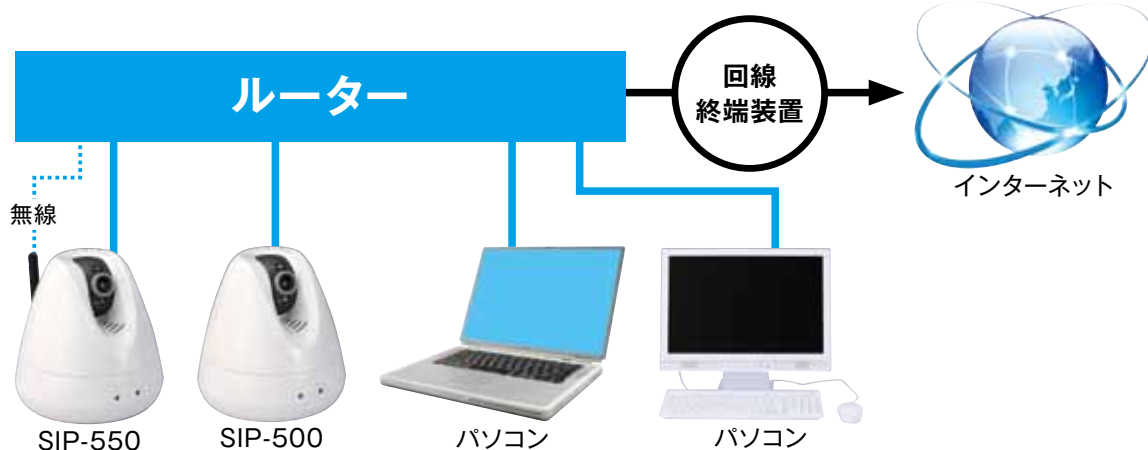 ルーター
回線
終端装置
インターネット
無線
SIP-550
SIP-500
パソコン
パソコン